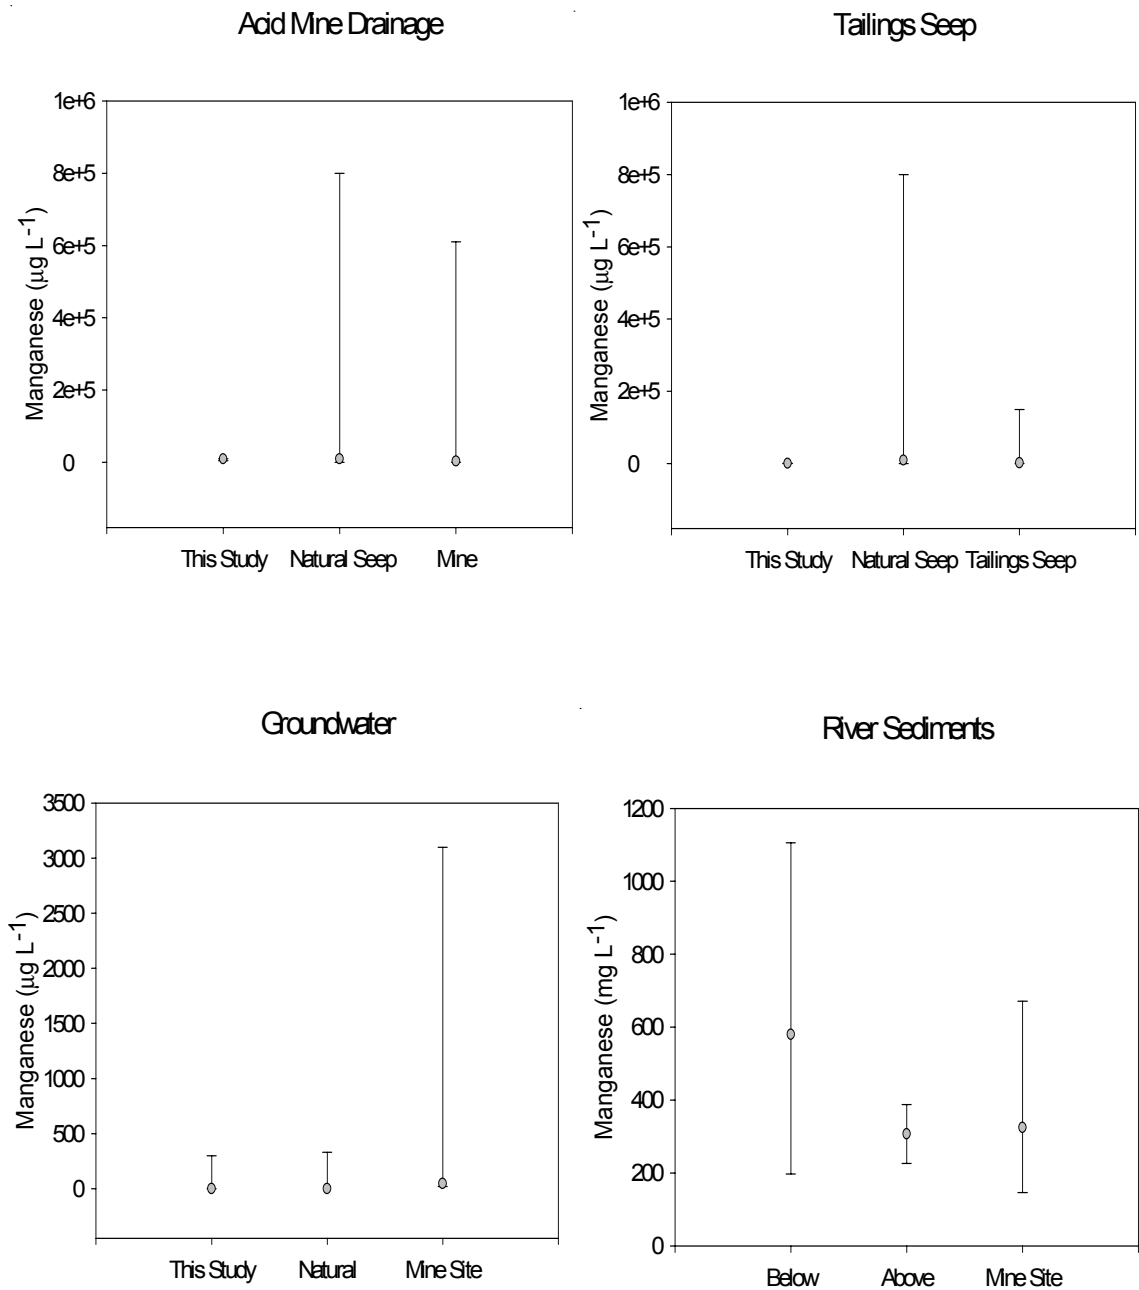 Acid Mine Drainage
Tailings Seep
1e+6
8e+5
6e+5
4e+5
2e+5
0
Manganese (μg L-1)
This Study Natural Seep Mine
1e+6
8e+5
6e+5
4e+5
2e+5
0
Manganese (μg L-1)
This Study Natural Seep Tailings Seep
Groundwater
River Sediments
3500
3000
2500
2000
1500
1000
500
0
Manganese (μg L-1)
This Study Natural Mine Site
1200
1000
800
600
400
200
0
Manganese (mg L-1)
Below Above Mine Site